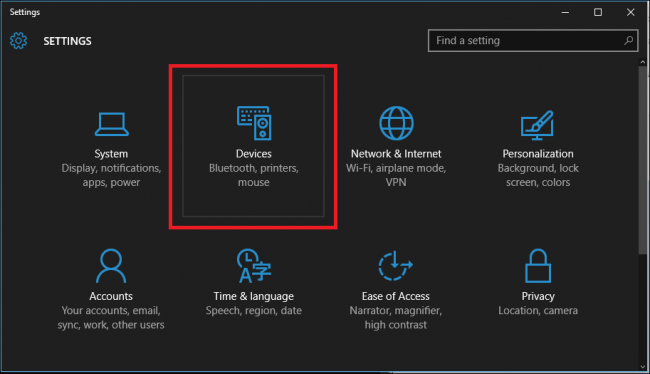 Settings
SETTINGS
Find a setting
System
Display, notifications,
apps, power
Devices
Bluetooth, printers,
mouse
Network & Internet
Wi-Fi, airplane mode,
VPN
Personalization
Background, lock
screen, colors
Accounts
Your accounts, email,
sync, work, other users
A字
Time & language
Speech, region, date
Ease of Access
Narrator, magnifier,
high contrast
Privacy
Location, camera